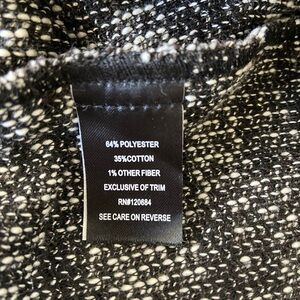 64% POLYESTER
35%COTTON
1% OTHER FIBER
EXCLUSIVE OF TRIM
RN#120684
SEE CARE ON REVERSE